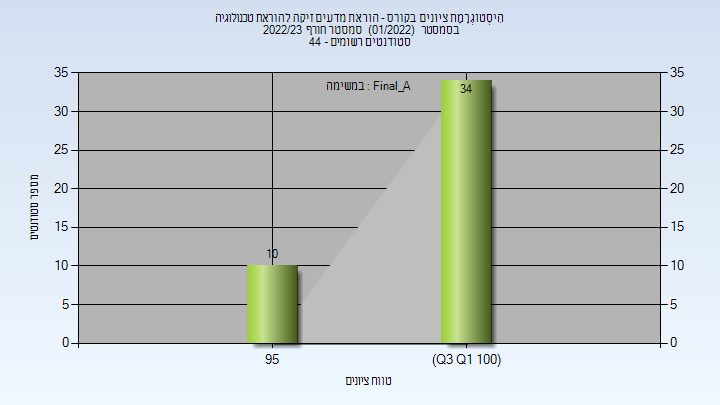 היסטוגרמת ציונים בקורס - הוראת מדעים זיקה להוראת טכנולוגיה
בסמסטר (01/2022) סמסטר חורף 2022/23
סטודנטים רשומים - 44
במשימה : Final_A
35
30
25
20
15
10
5
0
35
30
25
20
15
10
5
0
10
34
מספר סטודנטים
95
(Q3 Q1 100)
טווח ציונים